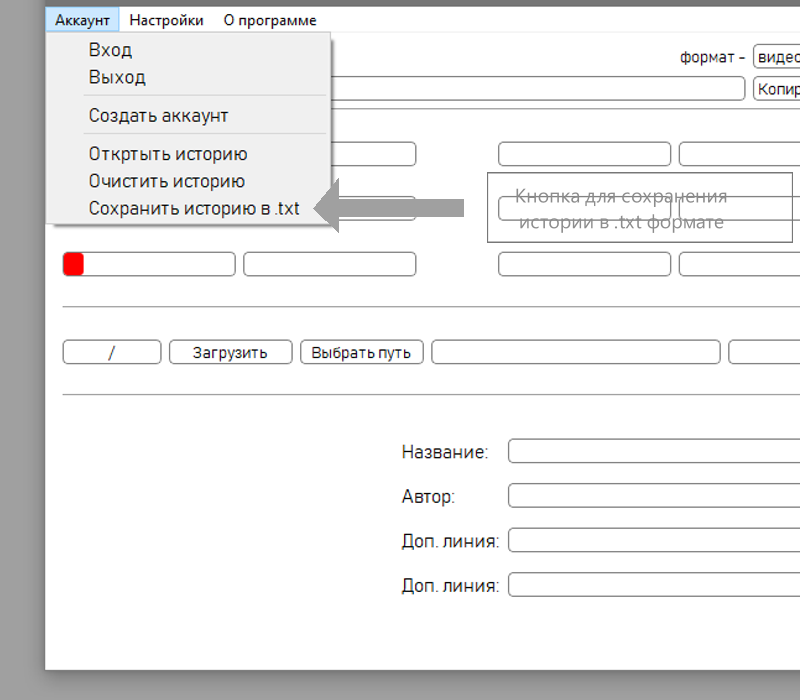 Аккаунт Настройки О программе
Вход
формат - видео
Выход
Копир
Создать аккаунт
Откртыть историю
Очистить историю
Сохранить историю в .txt
Кнопка для сохранения
истории в .txt формате
/ Загрузить Выбрать путь
Название:
Автор:
Доп. линия:
Доп. линия: